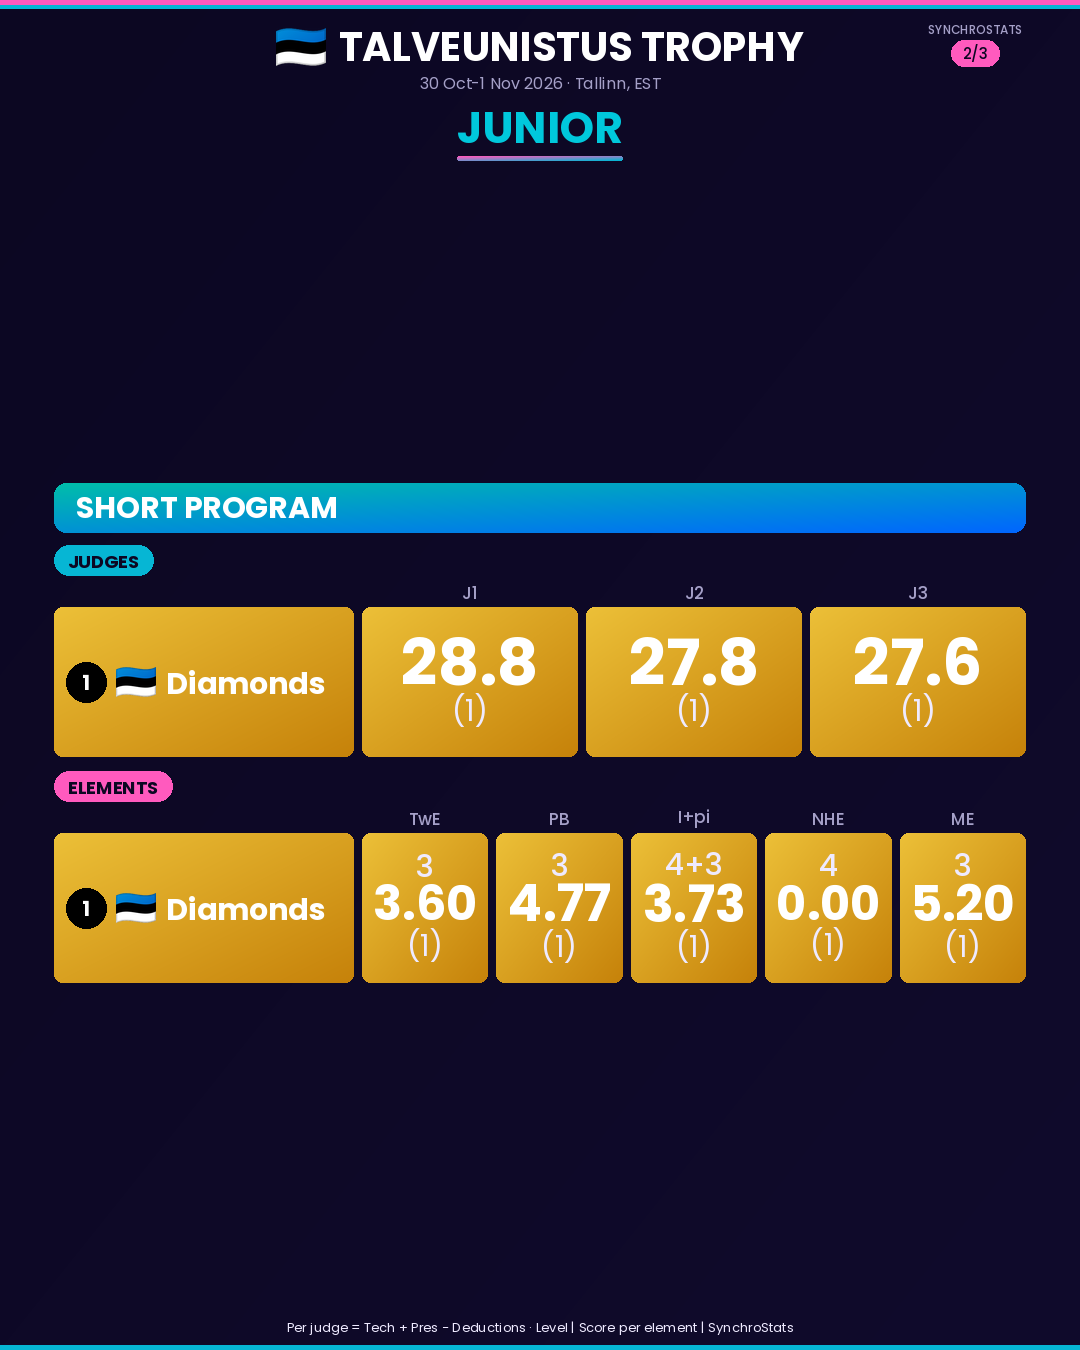 TALVEUNISTUS TROPHY
SYNCHROSTATS
2/3
30 Oct-1 Nov 2026 · Tallinn, EST
JUNIOR
SHORT PROGRAM
JUDGES
J1 J2 J3
1 Diamonds 28.8 27.8 27.6
(1) (1) (1)
ELEMENTS
TwE PB I+pi NHE ME
3 3 4+3 4 3
1 Diamonds 3.60 4.77 3.73 0.00 5.20
(1) (1) (1) (1) (1)
Per judge = Tech + Pres - Deductions · Level | Score per element | SynchroStats